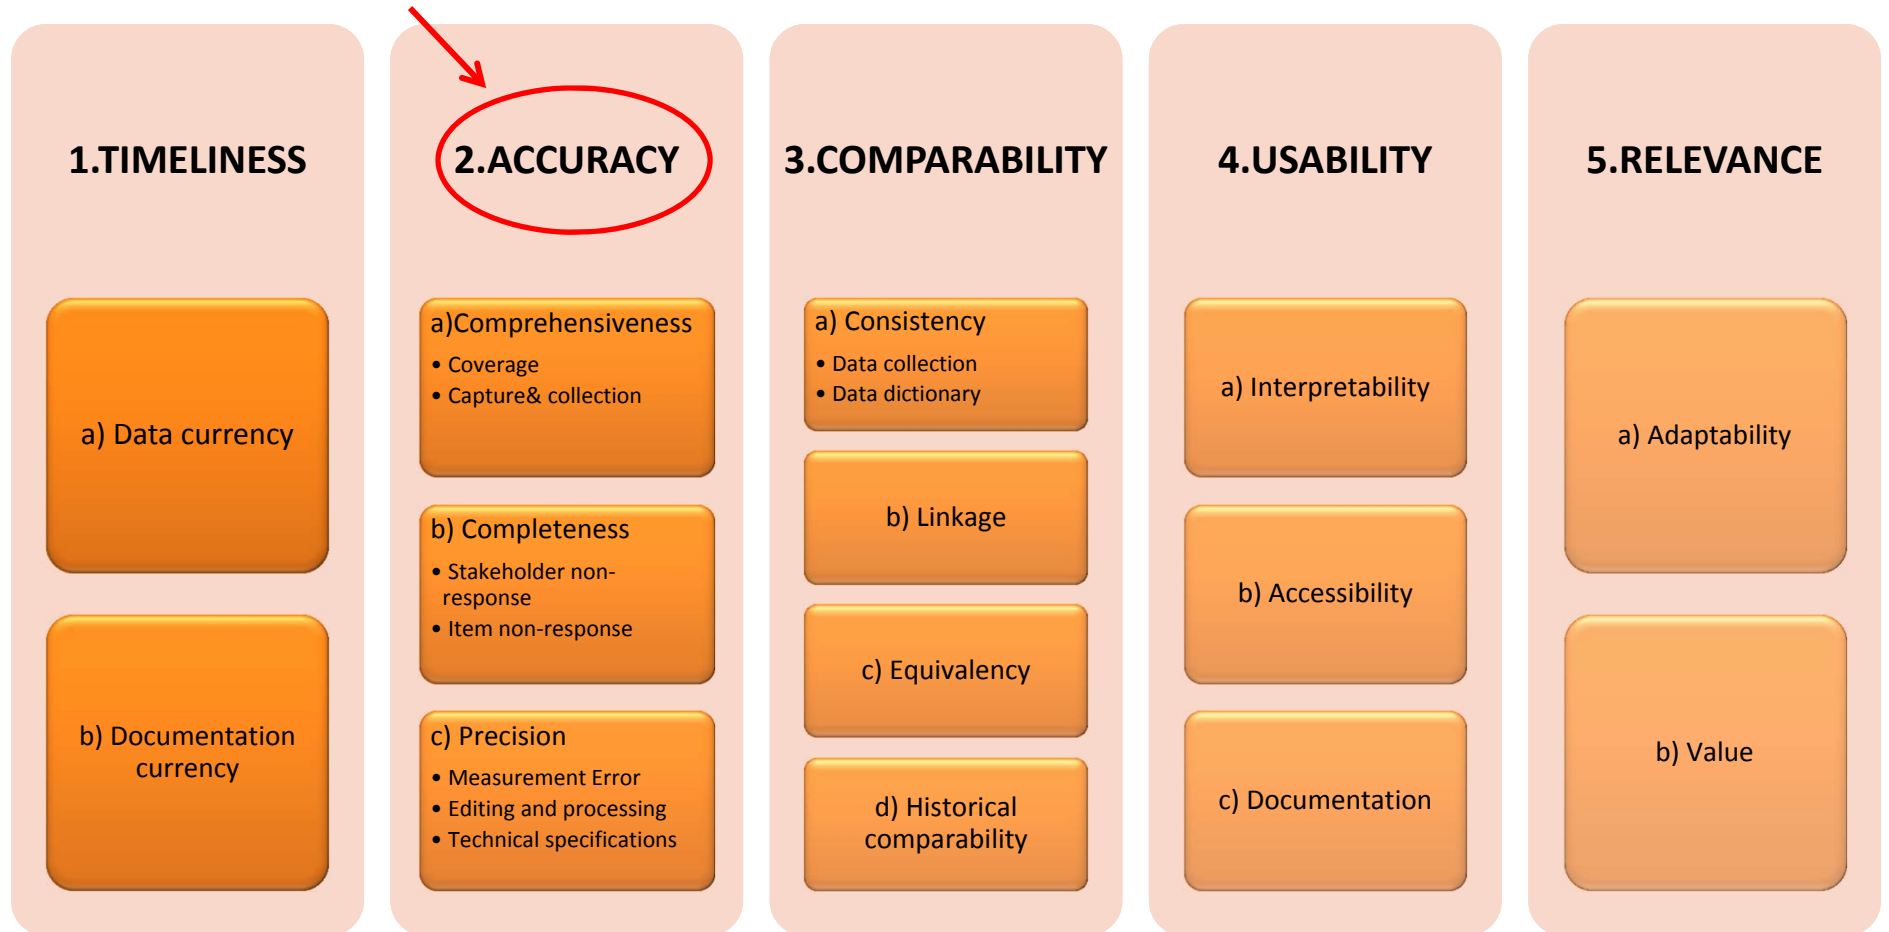 1.TIMELINESS
a) Data currency
b) Documentation
currency
2.ACCURACY
a)Comprehensiveness
• Coverage
• Capture& collection
b) Completeness
• Stakeholder non-
response
• Item non-response
c) Precision
• Measurement Error
• Editing and processing
• Technical specifications
3.COMPARABILITY
a) Consistency
• Data collection
• Data dictionary
b) Linkage
c) Equivalency
d) Historical
comparability
4.USABILITY
a) Interpretability
b) Accessibility
c) Documentation
5.RELEVANCE
a) Adaptability
b) Value